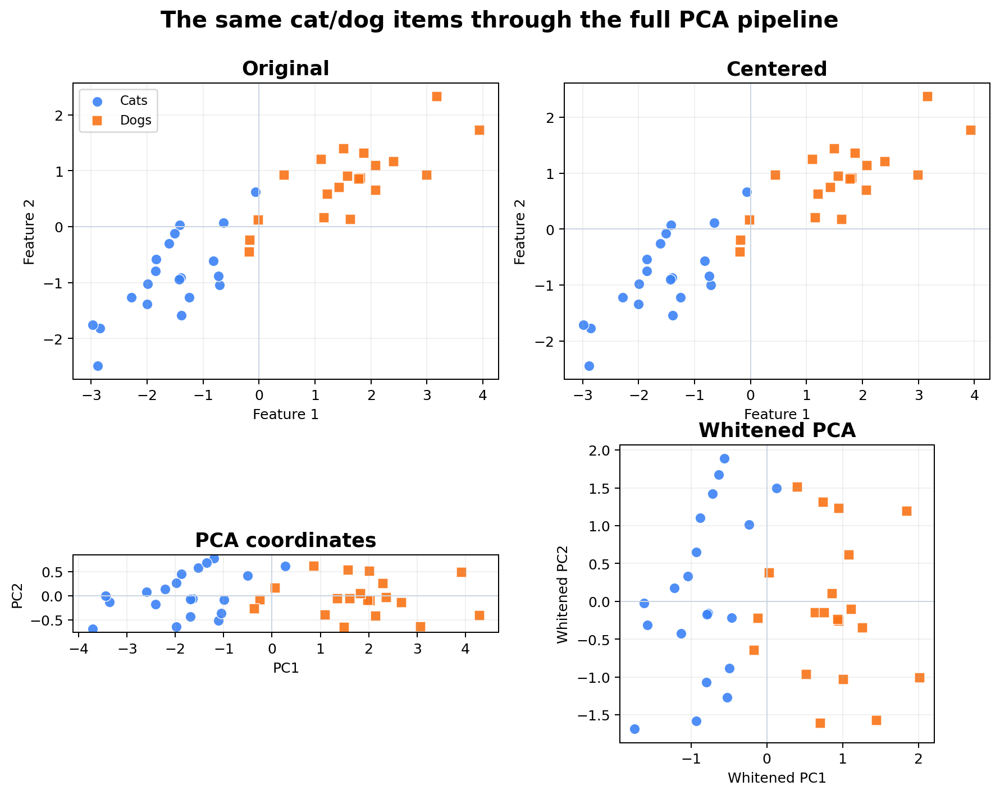 The same cat/dog items through the full PCA pipeline
Original
Cats
Dogs
2
1
0
−1
−2
Feature 2
−3 −2 −1 0 1 2 3 4
Feature 1
Centered
2
1
0
−1
−2
Feature 2
−3 −2 −1 0 1 2 3 4
Feature 1
PCA coordinates
0.5
0.0
−0.5
PC2
−4 −3 −2 −1 0 1 2 3 4
PC1
Whitened PCA
2.0
1.5
1.0
0.5
0.0
−0.5
−1.0
−1.5
Whitened PC2
−1 0 1 2
Whitened PC1